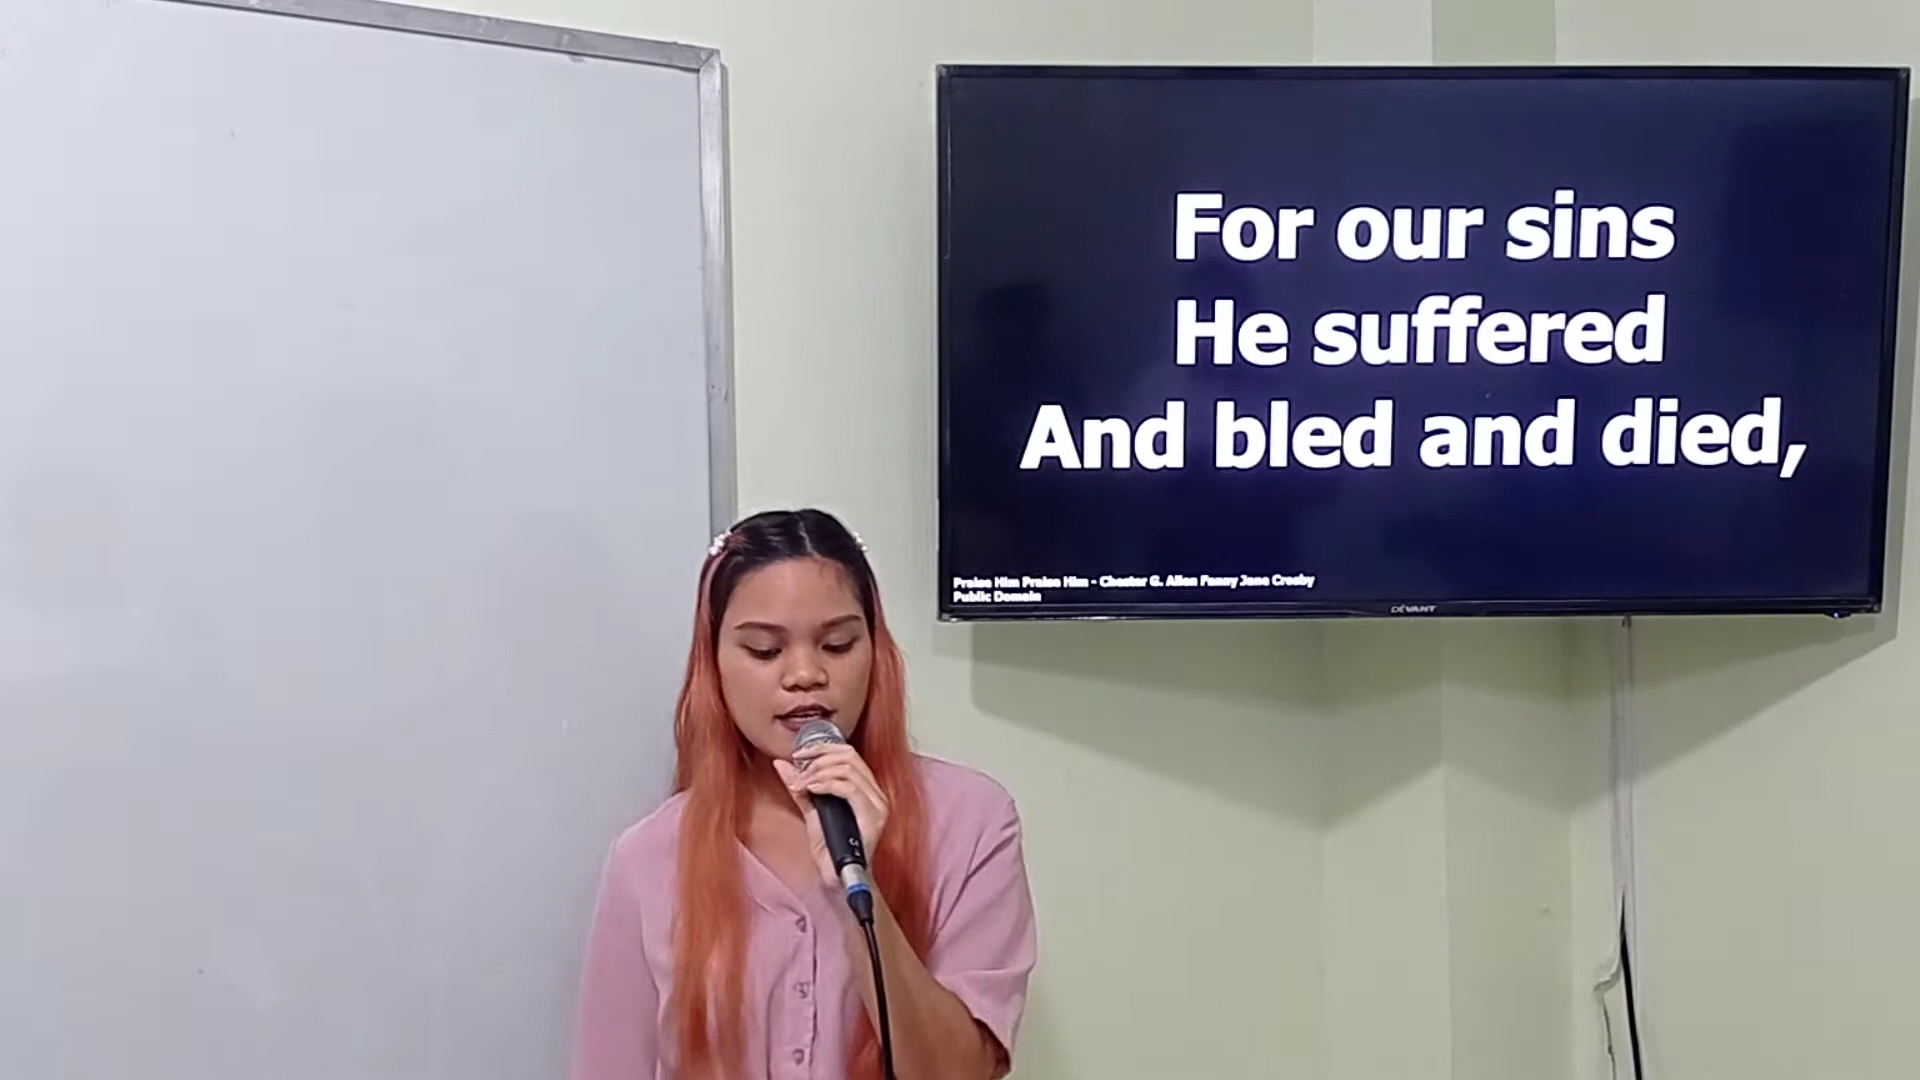 For our sins
He suffered
And bled and died,
Praise Him Praise Him - Chester G. Allen Fanny Jane Crosby
Public Domain
DEVANT